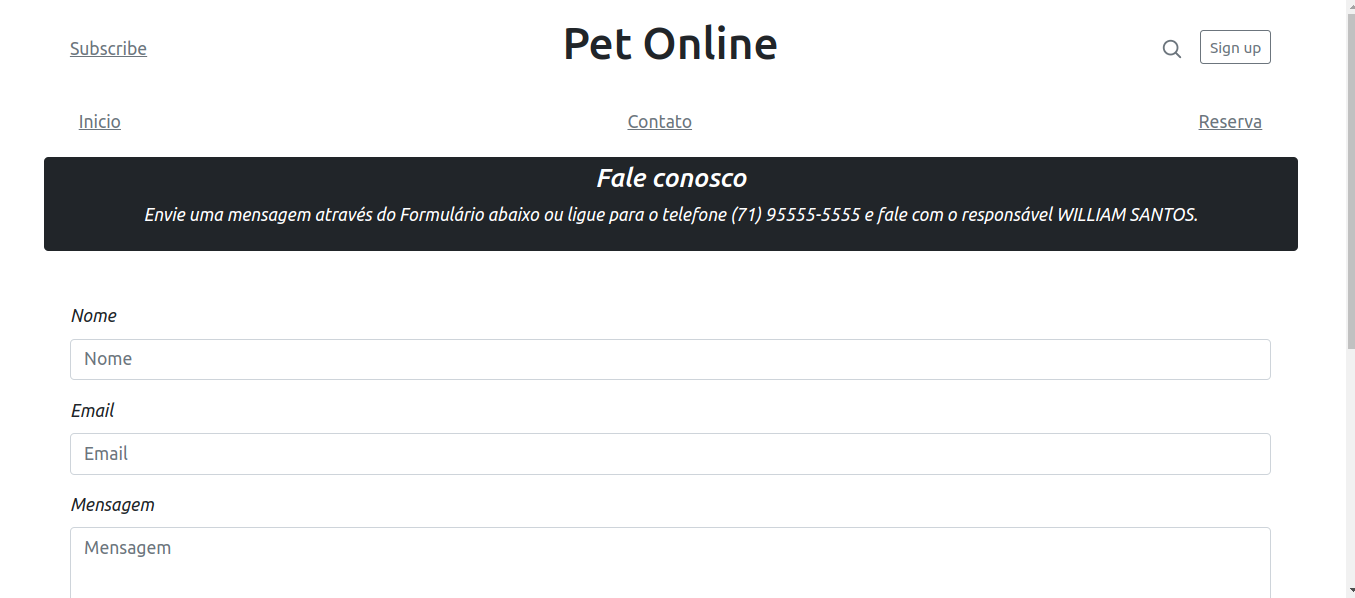 Subscribe
Pet Online
Sign up
Inicio
Contato
Reserva
Fale conosco
Envie uma mensagem através do Formulário abaixo ou ligue para o telefone (71) 95555-5555 e fale com o responsável WILLIAM SANTOS.
Nome
Nome
Email
Email
Mensagem
Mensagem